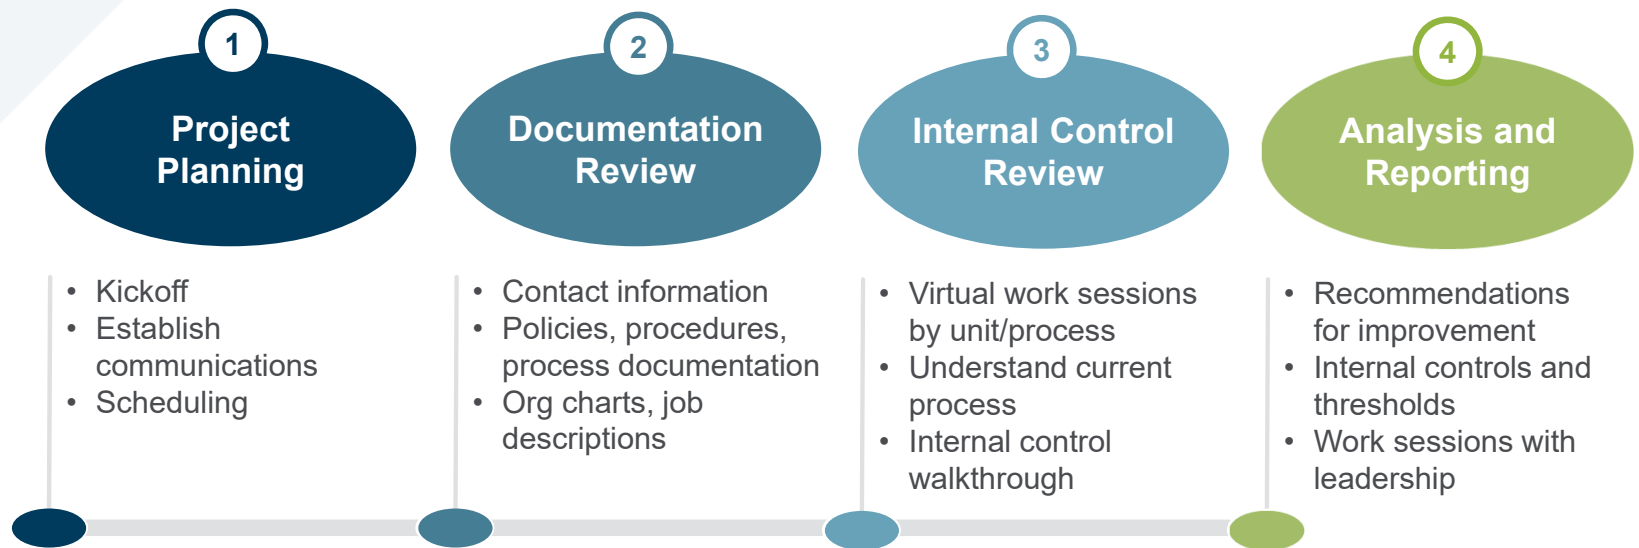 1
Project
Planning
• Kickoff
• Establish
communications
• Scheduling
2
Documentation
Review
• Contact information
• Policies, procedures,
process documentation
• Org charts, job
descriptions
3
Internal Control
Review
• Virtual work sessions
by unit/process
• Understand current
process
• Internal control
walkthrough
4
Analysis and
Reporting
• Recommendations
for improvement
• Internal controls and
thresholds
• Work sessions with
leadership